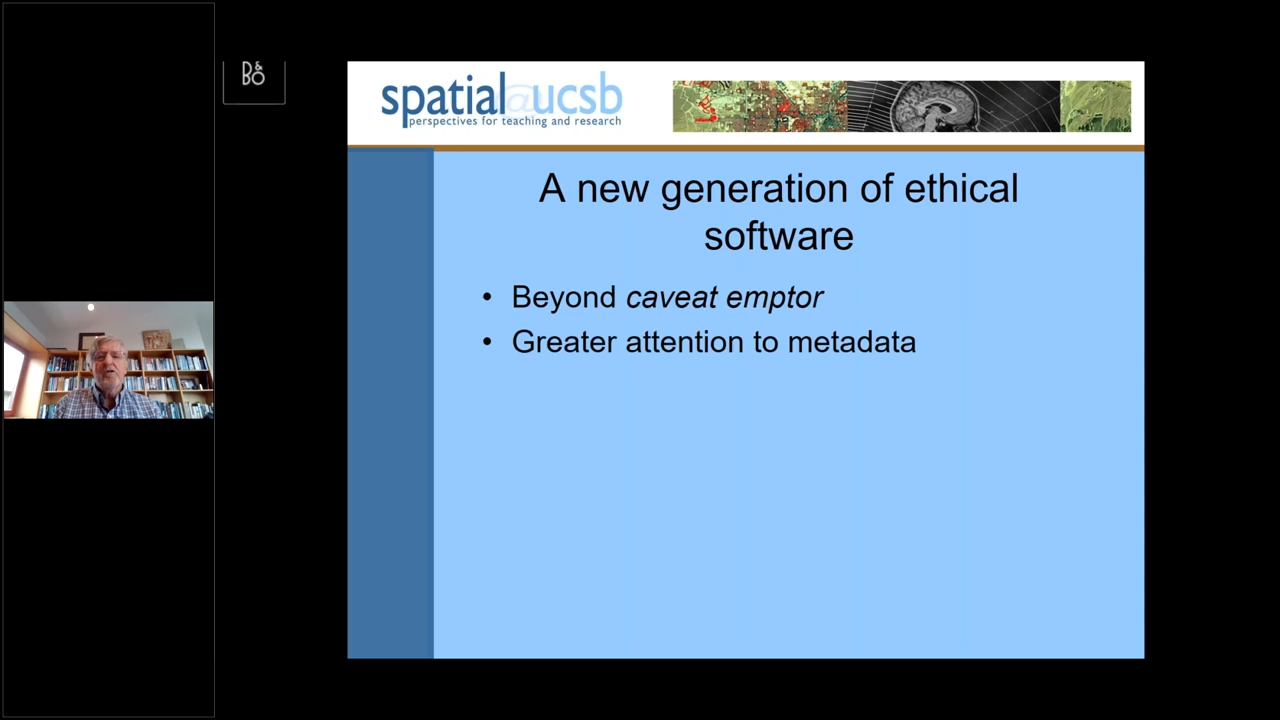 B&
BO
spatial@ucsb
perspectives for teaching and research
A new generation of ethical
software
• Beyond caveat emptor
• Greater attention to metadata